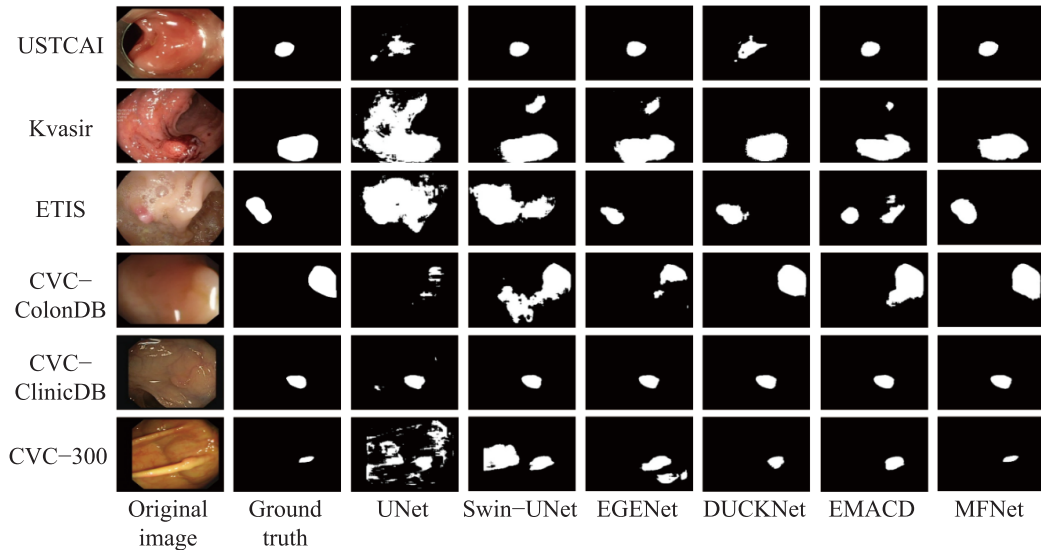 USTCAI
Kvasir
ETIS
CVC−
ColonDB
CVC−
ClinicDB
CVC−300
Original
image
Ground
truth
UNet
Swin−UNet
EGENet
DUCKNet
EMACD
MFNet